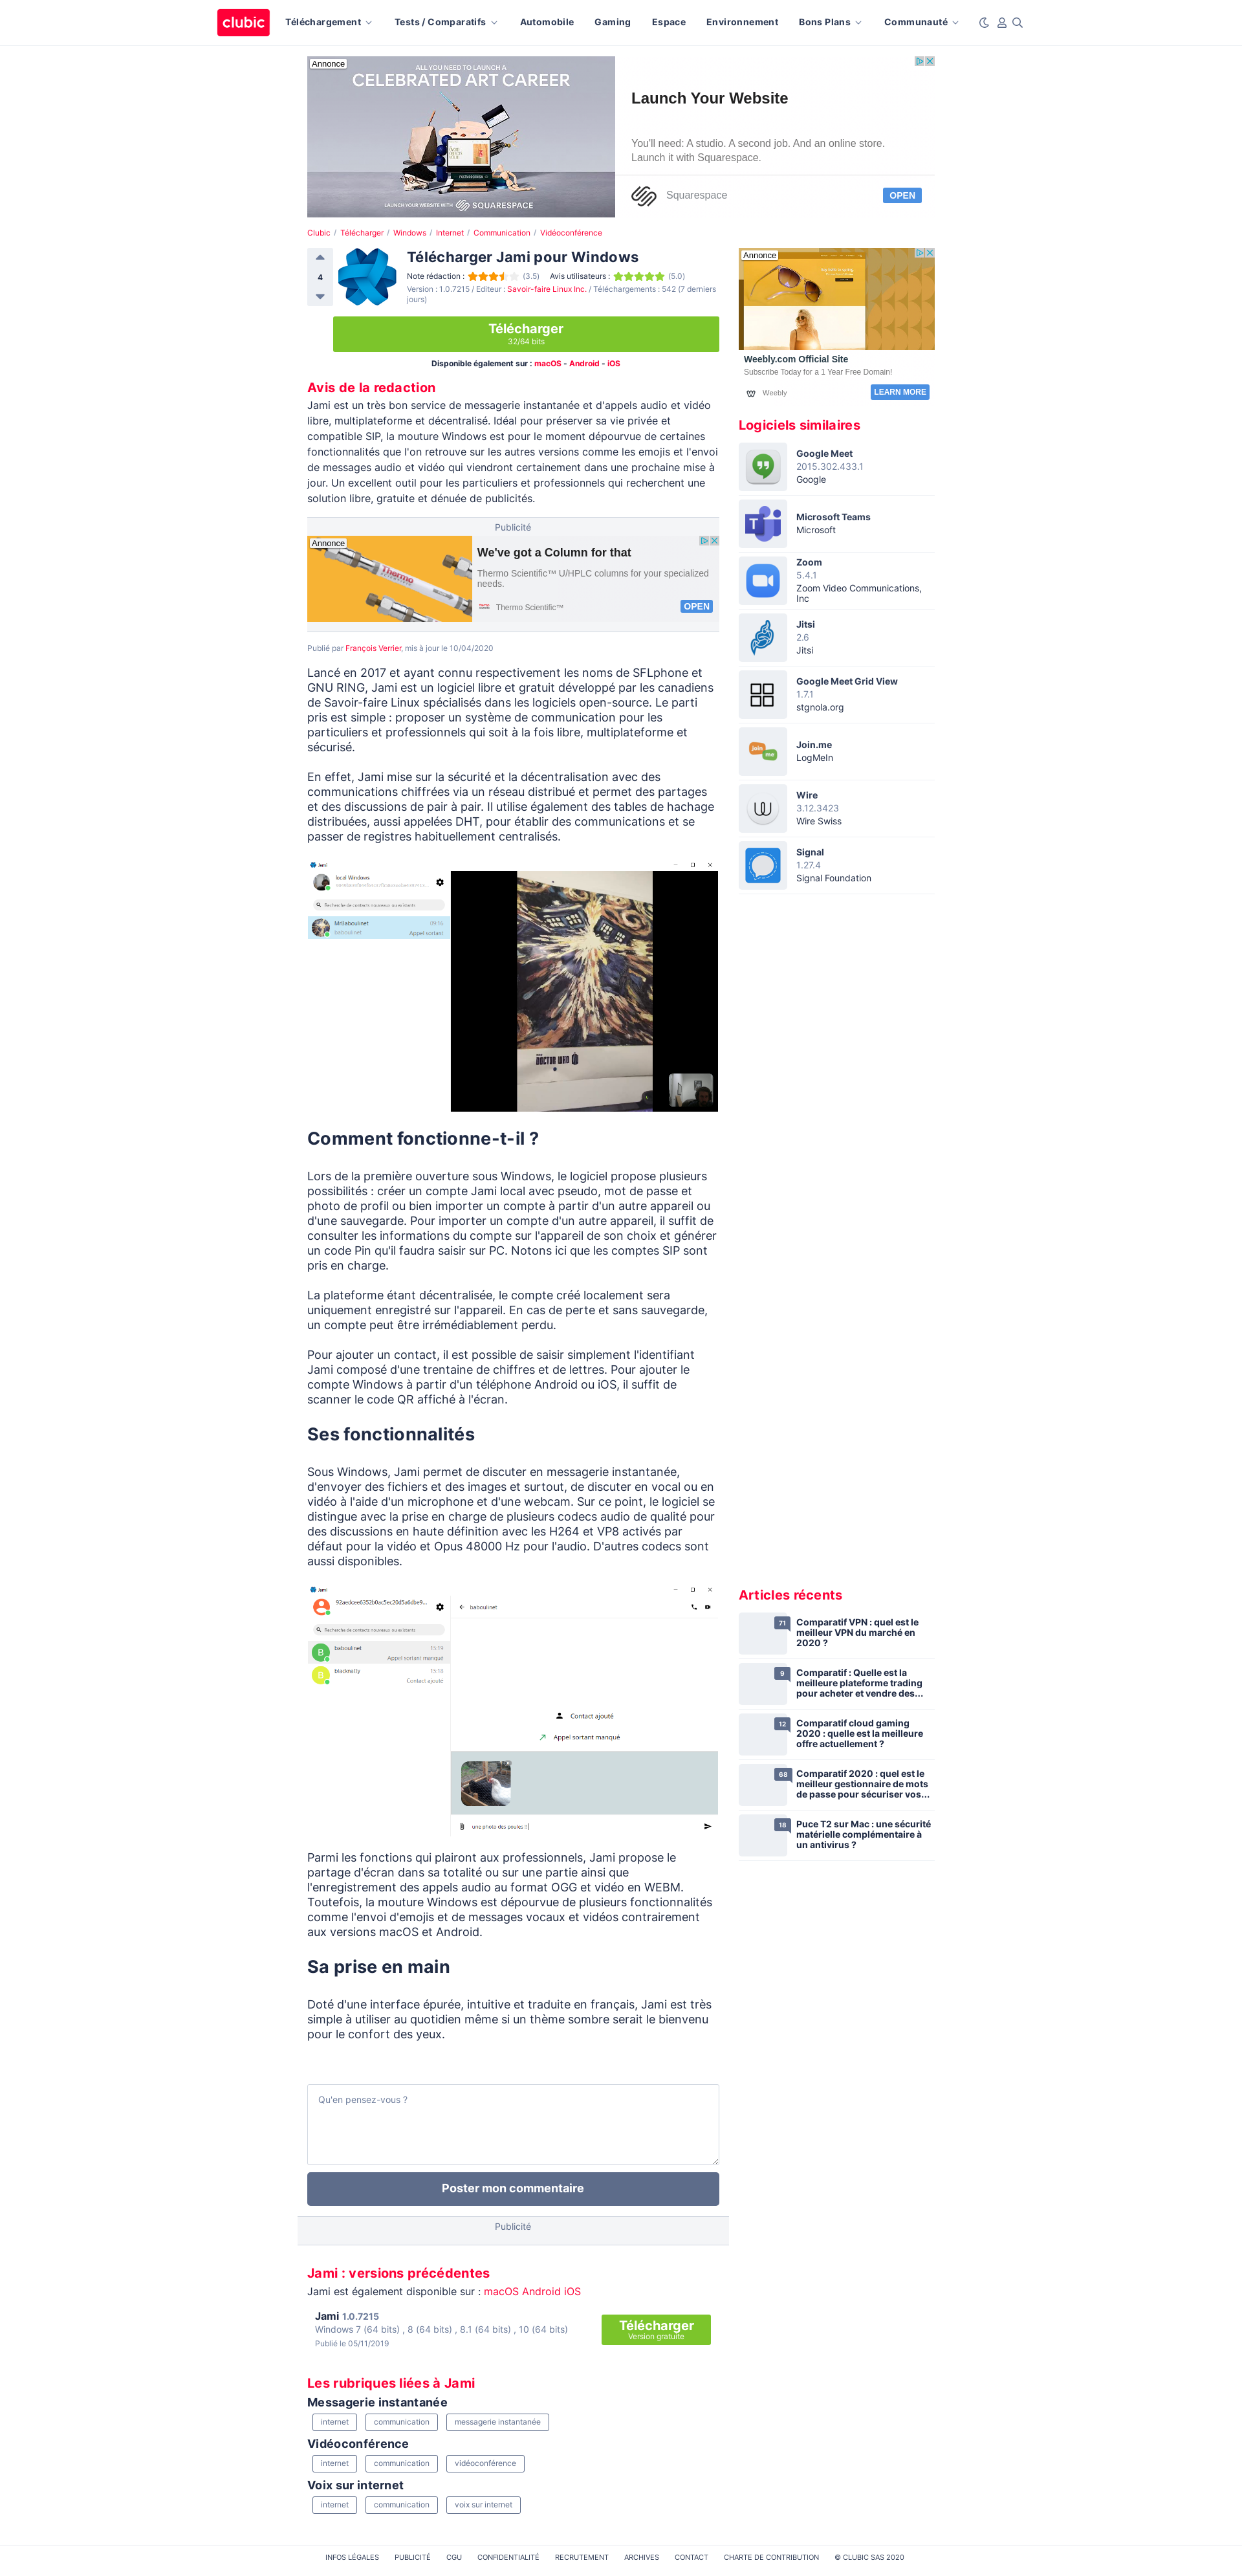 clubic
Téléchargement
Tests / Comparatifs
Automobile
Gaming
Espace
Environnement
Bons Plans
Communauté
Annonce
ALL YOU NEED TO LAUNCH A
CELEBRATED ART CAREER
LAUNCH YOUR WEBSITE WITH SQUARESPACE
Launch Your Website
You'll need: A studio. A second job. And an online store.
Launch it with Squarespace.
Squarespace
OPEN
Clubic / Télécharger / Windows / Internet / Communication / Vidéoconférence
4
Télécharger Jami pour Windows
Note rédaction : (3.5) Avis utilisateurs : (5.0)
Version : 1.0.7215 / Editeur : Savoir-faire Linux Inc. / Téléchargements : 542 (7 derniers
jours)
Télécharger
32/64 bits
Disponible également sur : macOS - Android - iOS
Avis de la redaction
Jami est un très bon service de messagerie instantanée et d'appels audio et vidéo
libre, multiplateforme et décentralisé. Idéal pour préserver sa vie privée et
compatible SIP, la mouture Windows est pour le moment dépourvue de certaines
fonctionnalités que l'on retrouve sur les autres versions comme les emojis et l'envoi
de messages audio et vidéo qui viendront certainement dans une prochaine mise à
jour. Un excellent outil pour les particuliers et professionnels qui recherchent une
solution libre, gratuite et dénuée de publicités.
Publicité
Annonce
Thermo
We've got a Column for that
Thermo Scientific™ U/HPLC columns for your specialized
needs.
Thermo Scientific™
OPEN
Publié par François Verrier, mis à jour le 10/04/2020
Lancé en 2017 et ayant connu respectivement les noms de SFLphone et
GNU RING, Jami est un logiciel libre et gratuit développé par les canadiens
de Savoir-faire Linux spécialisés dans les logiciels open-source. Le parti
pris est simple : proposer un système de communication pour les
particuliers et professionnels qui soit à la fois libre, multiplateforme et
sécurisé.
En effet, Jami mise sur la sécurité et la décentralisation avec des
communications chiffrées via un réseau distribué et permet des partages
et des discussions de pair à pair. Il utilise également des tables de hachage
distribuées, aussi appelées DHT, pour établir des communications et se
passer de registres habituellement centralisés.
Jami
local Windows
Recherche de contacts nouveaux ou existants
Mrllaboulinet 09:16
baboulinet Appel sortant
DOCTOR WHO
Comment fonctionne-t-il ?
Lors de la première ouverture sous Windows, le logiciel propose plusieurs
possibilités : créer un compte Jami local avec pseudo, mot de passe et
photo de profil ou bien importer un compte à partir d'un autre appareil ou
d'une sauvegarde. Pour importer un compte d'un autre appareil, il suffit de
consulter les informations du compte sur l'appareil de son choix et générer
un code Pin qu'il faudra saisir sur PC. Notons ici que les comptes SIP sont
pris en charge.
La plateforme étant décentralisée, le compte créé localement sera
uniquement enregistré sur l'appareil. En cas de perte et sans sauvegarde,
un compte peut être irrémédiablement perdu.
Pour ajouter un contact, il est possible de saisir simplement l'identifiant
Jami composé d'une trentaine de chiffres et de lettres. Pour ajouter le
compte Windows à partir d'un téléphone Android ou iOS, il suffit de
scanner le code QR affiché à l'écran.
Ses fonctionnalités
Sous Windows, Jami permet de discuter en messagerie instantanée,
d'envoyer des fichiers et des images et surtout, de discuter en vocal ou en
vidéo à l'aide d'un microphone et d'une webcam. Sur ce point, le logiciel se
distingue avec la prise en charge de plusieurs codecs audio de qualité pour
des discussions en haute définition avec les H264 et VP8 activés par
défaut pour la vidéo et Opus 48000 Hz pour l'audio. D'autres codecs sont
aussi disponibles.
Jami
92aerdcee6352b0ac5ec20d5a6dbe9...
baboulinet
Recherche de contacts nouveaux ou existants
B
baboulinet 15:19
Appel sortant manqué
B
blacknally 15:18
Contact ajouté
Contact ajouté
Appel sortant manqué
une photo des poules !!
Parmi les fonctions qui plairont aux professionnels, Jami propose le
partage d'écran dans sa totalité ou sur une partie ainsi que
l'enregistrement des appels audio au format OGG et vidéo en WEBM.
Toutefois, la mouture Windows est dépourvue de plusieurs fonctionnalités
comme l'envoi d'emojis et de messages vocaux et vidéos contrairement
aux versions macOS et Android.
Sa prise en main
Doté d'une interface épurée, intuitive et traduite en français, Jami est très
simple à utiliser au quotidien même si un thème sombre serait le bienvenu
pour le confort des yeux.
Qu'en pensez-vous ?
Poster mon commentaire
Publicité
Jami : versions précédentes
Jami est également disponible sur : macOS Android iOS
Jami 1.0.7215
Windows 7 (64 bits) , 8 (64 bits) , 8.1 (64 bits) , 10 (64 bits)
Publié le 05/11/2019
Télécharger
Version gratuite
Les rubriques liées à Jami
Messagerie instantanée
internet communication messagerie instantanée
Vidéoconférence
internet communication vidéoconférence
Voix sur internet
internet communication voix sur internet
Annonce
Weebly.com Official Site
Subscribe Today for a 1 Year Free Domain!
Weebly
LEARN MORE
Logiciels similaires
Google Meet
2015.302.433.1
Google
Microsoft Teams
Microsoft
Zoom
5.4.1
Zoom Video Communications,
Inc
Jitsi
2.6
Jitsi
Google Meet Grid View
1.7.1
stgnola.org
join me
Join.me
LogMeIn
Wire
3.12.3423
Wire Swiss
Signal
1.27.4
Signal Foundation
Articles récents
71
Comparatif VPN : quel est le
meilleur VPN du marché en
2020 ?
9
Comparatif : Quelle est la
meilleure plateforme trading
pour acheter et vendre des...
12
Comparatif cloud gaming
2020 : quelle est la meilleure
offre actuellement ?
68
Comparatif 2020 : quel est le
meilleur gestionnaire de mots
de passe pour sécuriser vos...
18
Puce T2 sur Mac : une sécurité
matérielle complémentaire à
un antivirus ?
INFOS LÉGALES PUBLICITÉ CGU CONFIDENTIALITÉ RECRUTEMENT ARCHIVES CONTACT CHARTE DE CONTRIBUTION © CLUBIC SAS 2020